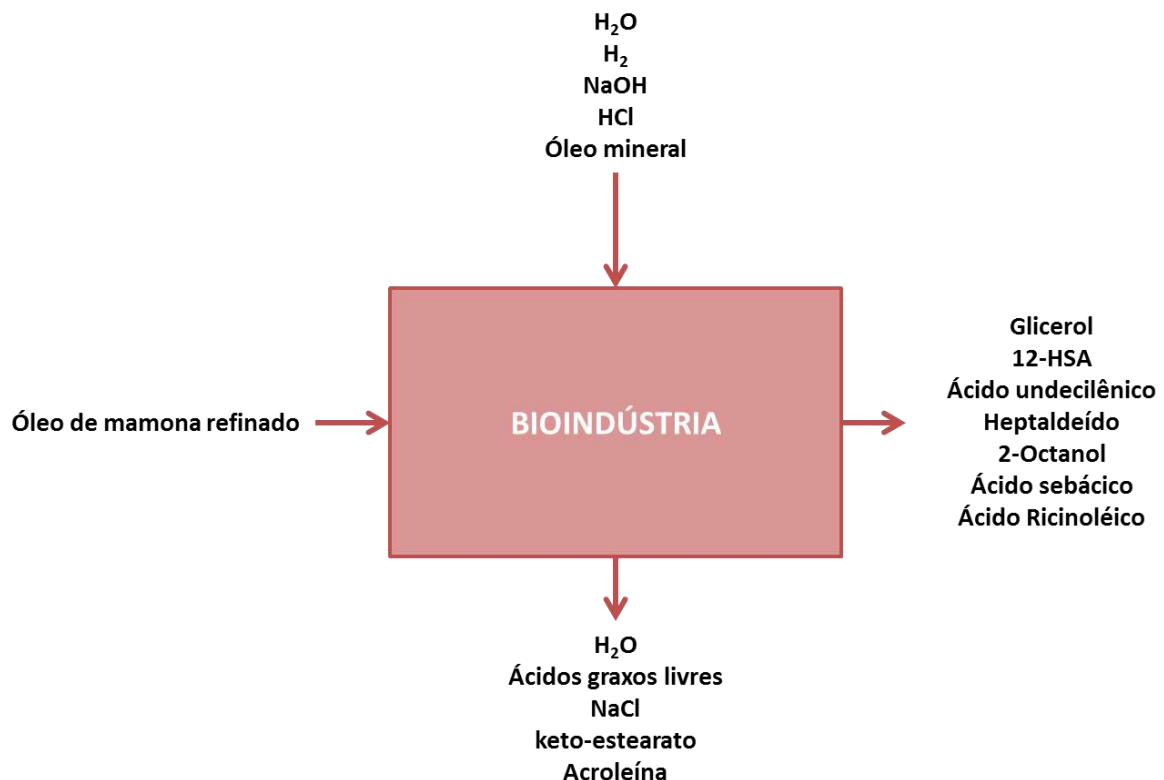 H₂O
H₂
NaOH
HCl
Óleo mineral
Óleo de mamona refinado
BIOINDÚSTRIA
Glicerol
12-HSA
Ácido undecilênico
Heptaldeído
2-Octanol
Ácido sebácico
Ácido Ricinoléico
H₂O
Ácidos graxos livres
NaCl
keto-estearato
Acroleína